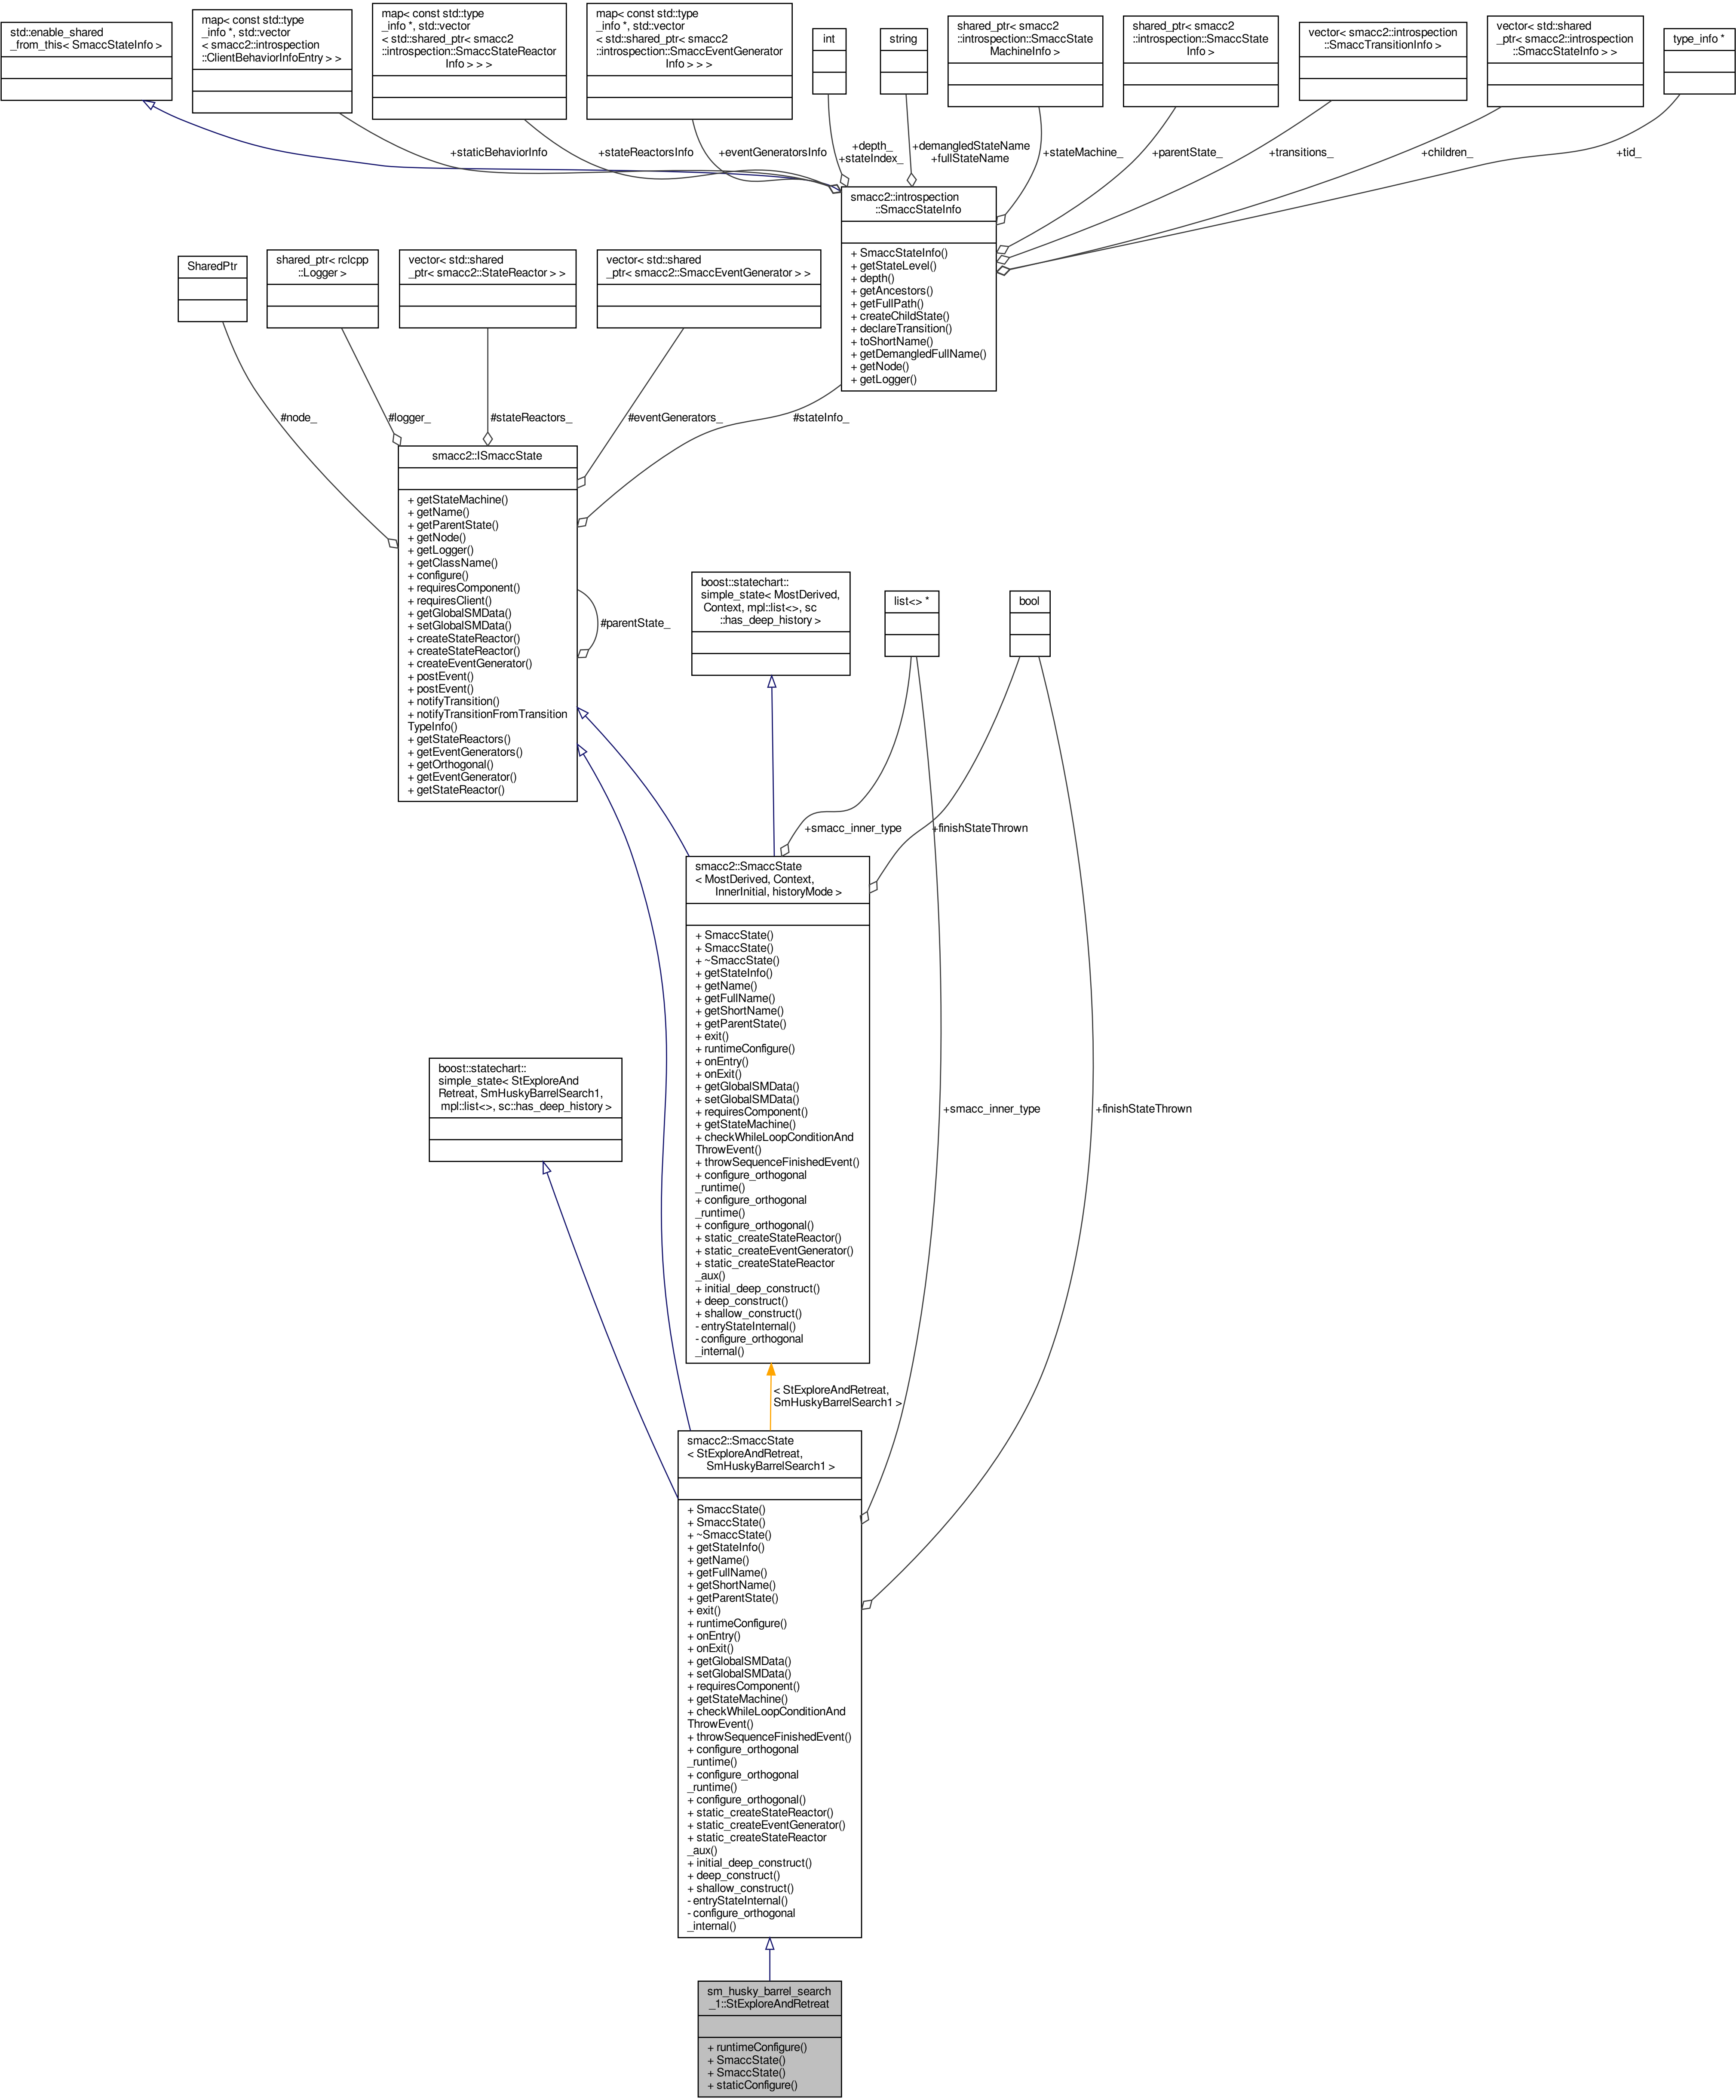 std::enable_shared
_from_this< SmaccStateInfo >
map< const std::type
_info *, std::vector
< smacc2::introspection
::ClientBehaviorInfoEntry > >
map< const std::type
_info *, std::vector
< std::shared_ptr< smacc2
::introspection::SmaccStateReactor
Info > > >
map< const std::type
_info *, std::vector
< std::shared_ptr< smacc2
::introspection::SmaccEventGenerator
Info > > >
int
string
shared_ptr< smacc2
::introspection::SmaccState
MachineInfo >
shared_ptr< smacc2
::introspection::SmaccState
Info >
vector< smacc2::introspection
::SmaccTransitionInfo >
vector< std::shared
_ptr< smacc2::introspection
::SmaccStateInfo > >
type_info *
+staticBehaviorInfo
+stateReactorsInfo
+eventGeneratorsInfo
+depth_
+stateIndex_
+demangledStateName
+fullStateName
+stateMachine_
+parentState_
+transitions_
+children_
+tid_
smacc2::introspection
::SmaccStateInfo
+ SmaccStateInfo()
+ getStateLevel()
+ depth()
+ getAncestors()
+ getFullPath()
+ createChildState()
+ declareTransition()
+ toShortName()
+ getDemangledFullName()
+ getNode()
+ getLogger()
SharedPtr
shared_ptr< rclcpp
::Logger >
vector< std::shared
_ptr< smacc2::StateReactor > >
vector< std::shared
_ptr< smacc2::SmaccEventGenerator > >
#node_
#logger_
#stateReactors_
#eventGenerators_
#stateInfo_
smacc2::ISmaccState
+ getStateMachine()
+ getName()
+ getParentState()
+ getNode()
+ getLogger()
+ getClassName()
+ configure()
+ requiresComponent()
+ requiresClient()
+ getGlobalSMData()
+ setGlobalSMData()
+ createStateReactor()
+ createStateReactor()
+ createEventGenerator()
+ postEvent()
+ postEvent()
+ notifyTransition()
+ notifyTransitionFromTransition
TypeInfo()
+ getStateReactors()
+ getEventGenerators()
+ getOrthogonal()
+ getEventGenerator()
+ getStateReactor()
#parentState_
boost::statechart::
simple_state< MostDerived,
Context, mpl::list<>, sc
::has_deep_history >
list<> *
bool
+smacc_inner_type
+finishStateThrown
smacc2::SmaccState
< MostDerived, Context,
InnerInitial, historyMode >
+ SmaccState()
+ SmaccState()
+ ~SmaccState()
+ getStateInfo()
+ getName()
+ getFullName()
+ getShortName()
+ getParentState()
+ exit()
+ runtimeConfigure()
+ onEntry()
+ onExit()
+ getGlobalSMData()
+ setGlobalSMData()
+ requiresComponent()
+ getStateMachine()
+ checkWhileLoopConditionAnd
ThrowEvent()
+ throwSequenceFinishedEvent()
+ configure_orthogonal
_runtime()
+ configure_orthogonal
_runtime()
+ configure_orthogonal()
+ static_createStateReactor()
+ static_createEventGenerator()
+ static_createStateReactor
_aux()
+ initial_deep_construct()
+ deep_construct()
+ shallow_construct()
- entryStateInternal()
- configure_orthogonal
_internal()
boost::statechart::
simple_state< StExploreAnd
Retreat, SmHuskyBarrelSearch1,
mpl::list<>, sc::has_deep_history >
+smacc_inner_type
+finishStateThrown
< StExploreAndRetreat,
SmHuskyBarrelSearch1 >
smacc2::SmaccState
< StExploreAndRetreat,
SmHuskyBarrelSearch1 >
+ SmaccState()
+ SmaccState()
+ ~SmaccState()
+ getStateInfo()
+ getName()
+ getFullName()
+ getShortName()
+ getParentState()
+ exit()
+ runtimeConfigure()
+ onEntry()
+ onExit()
+ getGlobalSMData()
+ setGlobalSMData()
+ requiresComponent()
+ getStateMachine()
+ checkWhileLoopConditionAnd
ThrowEvent()
+ throwSequenceFinishedEvent()
+ configure_orthogonal
_runtime()
+ configure_orthogonal
_runtime()
+ configure_orthogonal()
+ static_createStateReactor()
+ static_createEventGenerator()
+ static_createStateReactor
_aux()
+ initial_deep_construct()
+ deep_construct()
+ shallow_construct()
- entryStateInternal()
- configure_orthogonal
_internal()
sm_husky_barrel_search
_1::StExploreAndRetreat
+ runtimeConfigure()
+ SmaccState()
+ SmaccState()
+ staticConfigure()